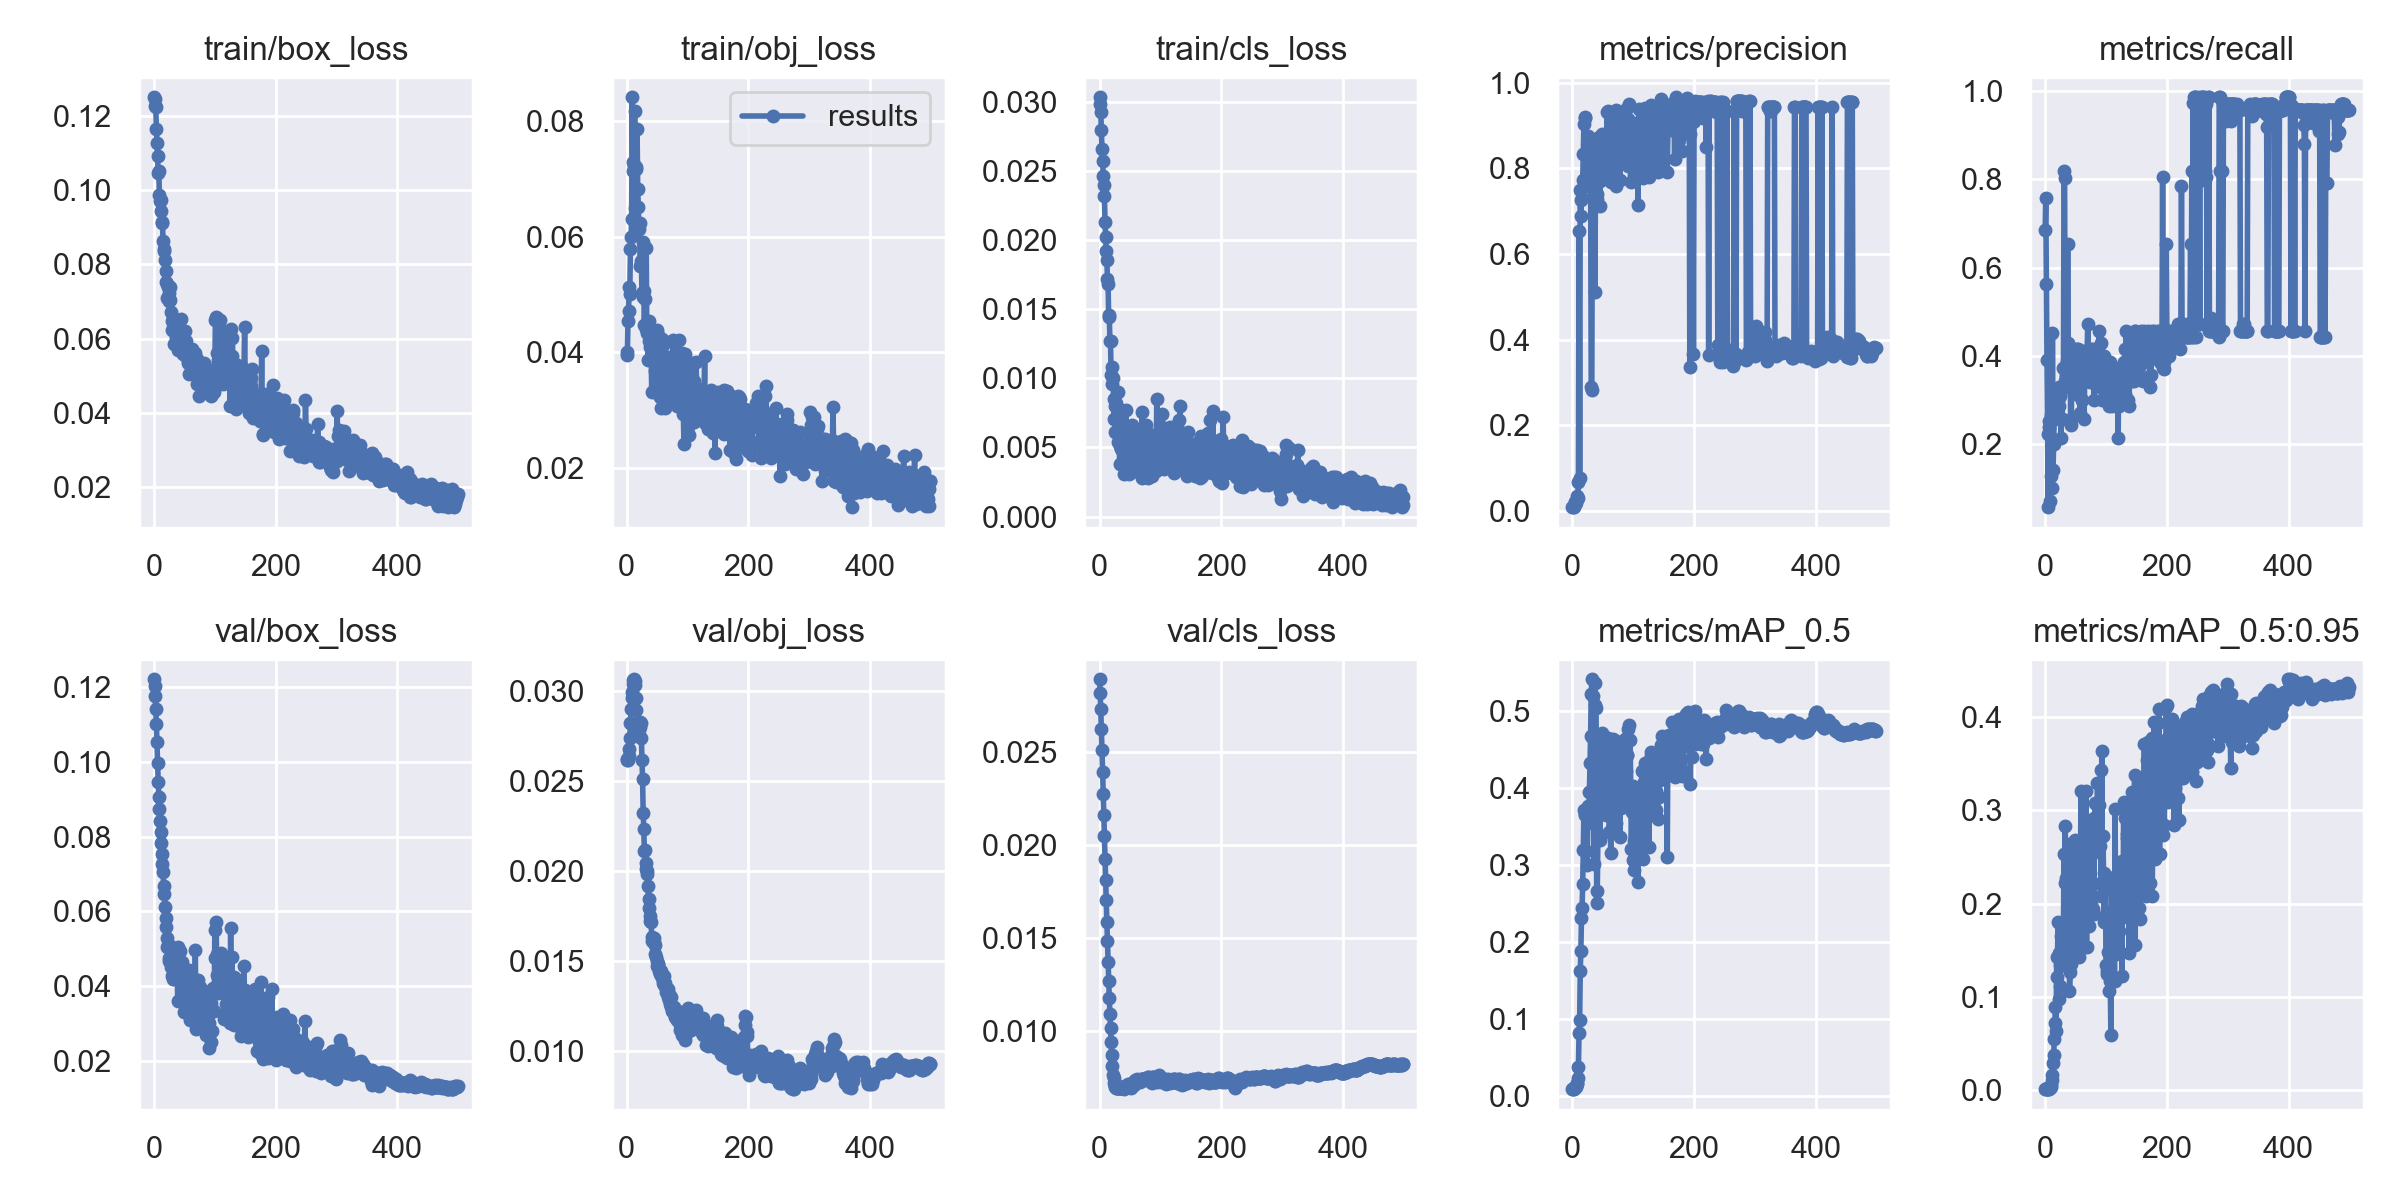 train/box_loss
0.12
0.10
0.08
0.06
0.04
0.02
0 200 400
train/obj_loss
results
0.08
0.06
0.04
0.02
0 200 400
train/cls_loss
0.030
0.025
0.020
0.015
0.010
0.005
0.000
0 200 400
metrics/precision
1.0
0.8
0.6
0.4
0.2
0.0
0 200 400
metrics/recall
1.0
0.8
0.6
0.4
0.2
0 200 400
val/box_loss
0.12
0.10
0.08
0.06
0.04
0.02
0 200 400
val/obj_loss
0.030
0.025
0.020
0.015
0.010
0 200 400
val/cls_loss
0.025
0.020
0.015
0.010
0 200 400
metrics/mAP_0.5
0.5
0.4
0.3
0.2
0.1
0.0
0 200 400
metrics/mAP_0.5:0.95
0.4
0.3
0.2
0.1
0.0
0 200 400